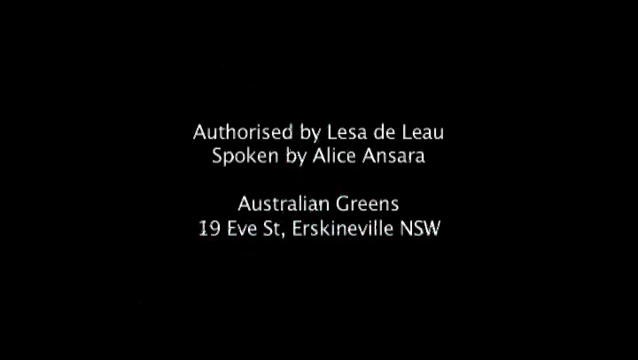 Authorised by Lesa de Leau
Spoken by Alice Ansara
Australian Greens
19 Eve St, Erskineville NSW